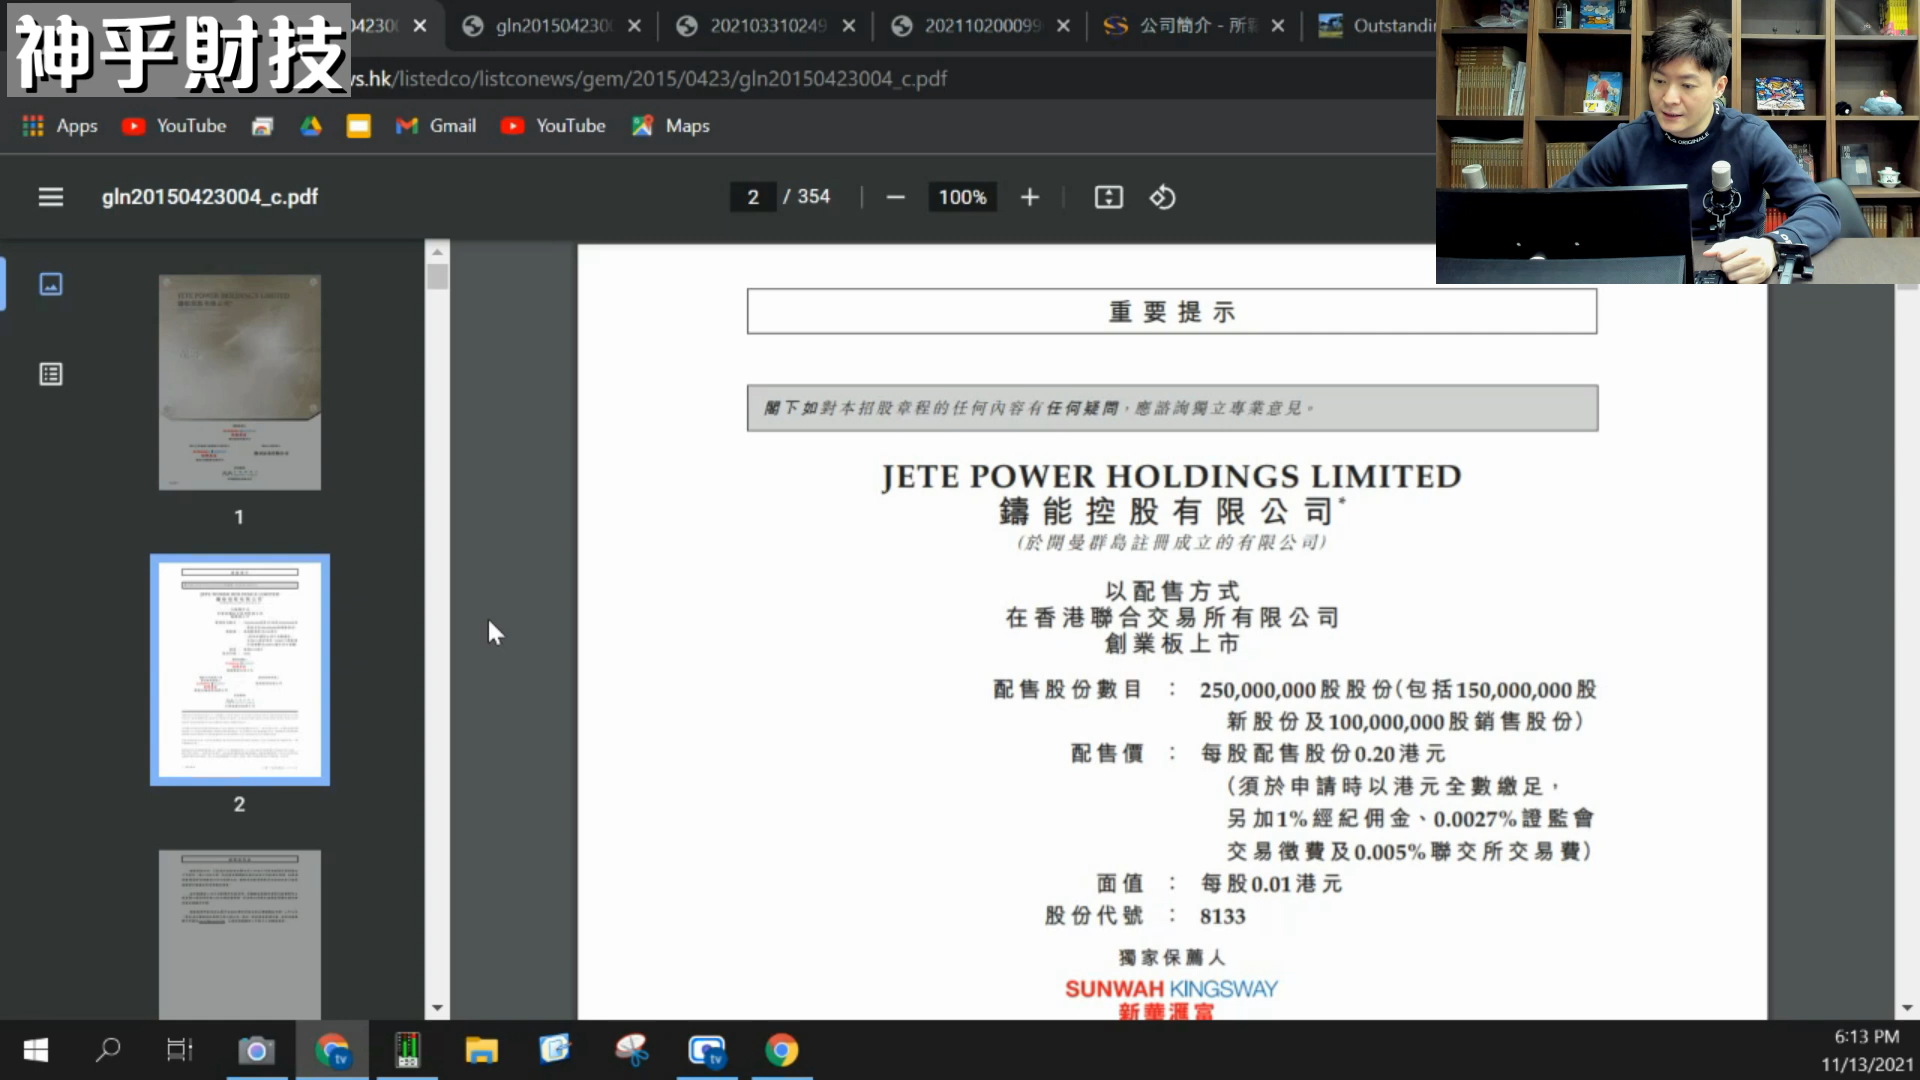 神乎財技
0423
gln2015042300
202103310249
20211020099
公司簡介 - 所
Outstandin
s.hk/listedco/listconews/gem/2015/0423/gln20150423004_c.pdf
Apps
YouTube
Gmail
YouTube
Maps
gln20150423004_c.pdf
2 / 354
100%
JETE POWER HOLDINGS LIMITED
1
2
重要提示
閣下如對本招股章程的任何內容有任何疑問，應諮詢獨立專業意見。
JETE POWER HOLDINGS LIMITED
鑄能控股有限公司*
(於開曼群島註冊成立的有限公司)
以配售方式
在香港聯合交易所有限公司
創業板上市
配售股份數目 : 250,000,000股股份(包括150,000,000股
新股份及100,000,000股銷售股份)
配售價 : 每股配售股份0.20港元
(須於申請時以港元全數繳足，
另加1%經紀佣金、0.0027%證監會
交易徵費及0.005%聯交所交易費)
面值 : 每股0.01港元
股份代號 : 8133
獨家保薦人
SUNWAH KINGSWAY
新華滙富
tv
tv
6:13 PM
11/13/2021